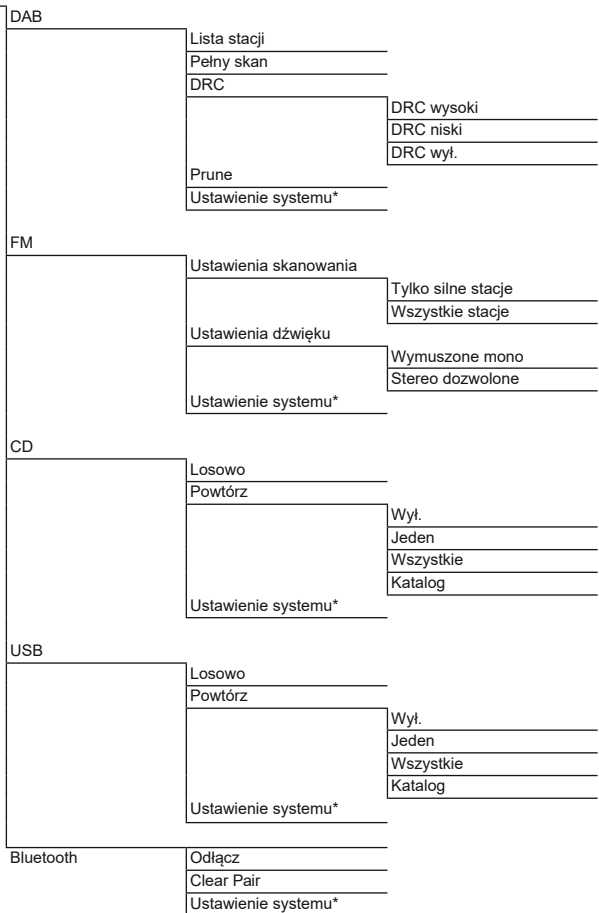 DAB
Lista stacji
Pełny skan
DRC
DRC wysoki
DRC niski
DRC wył.
Prune
Ustawienie systemu*
FM
Ustawienia skanowania
Tylko silne stacje
Wszystkie stacje
Ustawienia dźwięku
Wymuszone mono
Stereo dozwolone
Ustawienie systemu*
CD
Losowo
Powtórz
Wył.
Jeden
Wszystkie
Katalog
Ustawienie systemu*
USB
Losowo
Powtórz
Wył.
Jeden
Wszystkie
Katalog
Ustawienie systemu*
Bluetooth
Odłącz
Clear Pair
Ustawienie systemu*